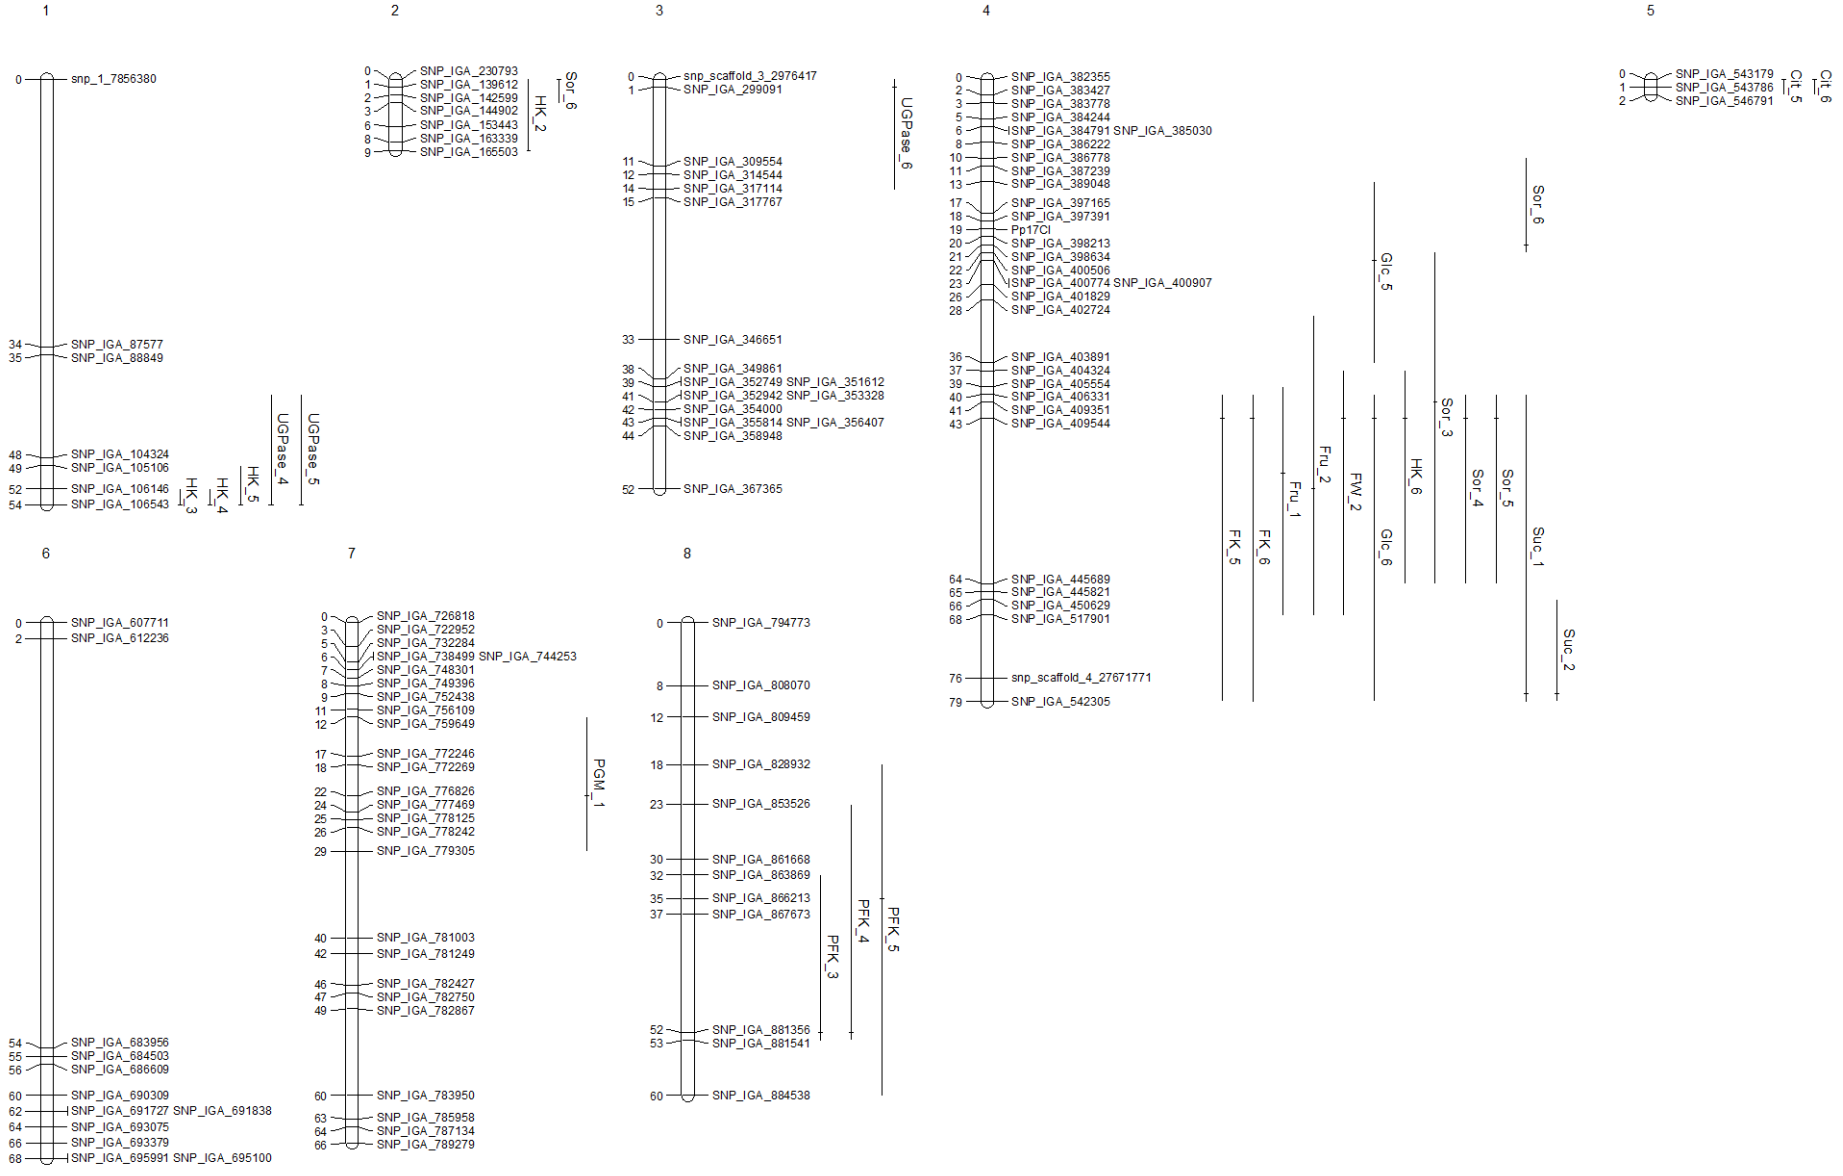 1
0 snp_1_7856380
34 SNP_IGA_87577
35 SNP_IGA_88849
48 SNP_IGA_104324
49 SNP_IGA_105106
52 SNP_IGA_106146
54 SNP_IGA_106543
HK_3
HK_4
HK_5
UGPase_4
UGPase_5
2
0 SNP_IGA_230793
1 SNP_IGA_139612
2 SNP_IGA_142599
3 SNP_IGA_144902
6 SNP_IGA_153443
8 SNP_IGA_163339
9 SNP_IGA_165503
HK_2
Sor_6
3
0 snp_scaffold_3_2976417
1 SNP_IGA_299091
11 SNP_IGA_309554
12 SNP_IGA_314544
14 SNP_IGA_317114
15 SNP_IGA_317767
33 SNP_IGA_346651
38 SNP_IGA_349861
39 SNP_IGA_352749 SNP_IGA_351612
41 SNP_IGA_352942 SNP_IGA_353328
42 SNP_IGA_354000
43 SNP_IGA_355814 SNP_IGA_356407
44 SNP_IGA_358948
52 SNP_IGA_367365
UGPase_6
4
0 SNP_IGA_382355
2 SNP_IGA_383427
3 SNP_IGA_383778
5 SNP_IGA_384244
6 SNP_IGA_384791 SNP_IGA_385030
8 SNP_IGA_386222
10 SNP_IGA_386778
11 SNP_IGA_387239
13 SNP_IGA_389048
17 SNP_IGA_397165
18 SNP_IGA_397391
19 Pp17Cl
20 SNP_IGA_398213
21 SNP_IGA_398634
22 SNP_IGA_400506
23 SNP_IGA_400774 SNP_IGA_400907
26 SNP_IGA_401829
28 SNP_IGA_402724
36 SNP_IGA_403891
37 SNP_IGA_404324
39 SNP_IGA_405554
40 SNP_IGA_406331
41 SNP_IGA_409351
43 SNP_IGA_409544
64 SNP_IGA_445689
65 SNP_IGA_445821
66 SNP_IGA_450629
68 SNP_IGA_517901
76 snp_scaffold_4_27671771
79 SNP_IGA_542305
FK_5
FK_6
Fru_1
Fru_2
FW_2
Glc_5
Glc_6
HK_6
Sor_3
Sor_4
Sor_5
Sor_6
Suc_1
Suc_2
5
0 SNP_IGA_543179
1 SNP_IGA_543786
2 SNP_IGA_546791
Cit_5
Cit_6
6
0 SNP_IGA_607711
2 SNP_IGA_612236
54 SNP_IGA_683956
55 SNP_IGA_684503
56 SNP_IGA_686609
60 SNP_IGA_690309
62 SNP_IGA_691727 SNP_IGA_691838
64 SNP_IGA_693075
66 SNP_IGA_693379
68 SNP_IGA_695991 SNP_IGA_695100
7
0 SNP_IGA_726818
3 SNP_IGA_722952
5 SNP_IGA_732284
6 SNP_IGA_738499 SNP_IGA_744253
7 SNP_IGA_748301
8 SNP_IGA_749396
9 SNP_IGA_752438
11 SNP_IGA_756109
12 SNP_IGA_759649
17 SNP_IGA_772246
18 SNP_IGA_772269
22 SNP_IGA_776826
24 SNP_IGA_777469
25 SNP_IGA_778125
26 SNP_IGA_778242
29 SNP_IGA_779305
40 SNP_IGA_781003
42 SNP_IGA_781249
46 SNP_IGA_782427
47 SNP_IGA_782750
49 SNP_IGA_782867
60 SNP_IGA_783950
63 SNP_IGA_785958
64 SNP_IGA_787134
66 SNP_IGA_789279
PGM_1
8
0 SNP_IGA_794773
8 SNP_IGA_808070
12 SNP_IGA_809459
18 SNP_IGA_828932
23 SNP_IGA_853526
30 SNP_IGA_861668
32 SNP_IGA_863869
35 SNP_IGA_866213
37 SNP_IGA_867673
52 SNP_IGA_881356
53 SNP_IGA_881541
60 SNP_IGA_884538
PFK_3
PFK_4
PFK_5